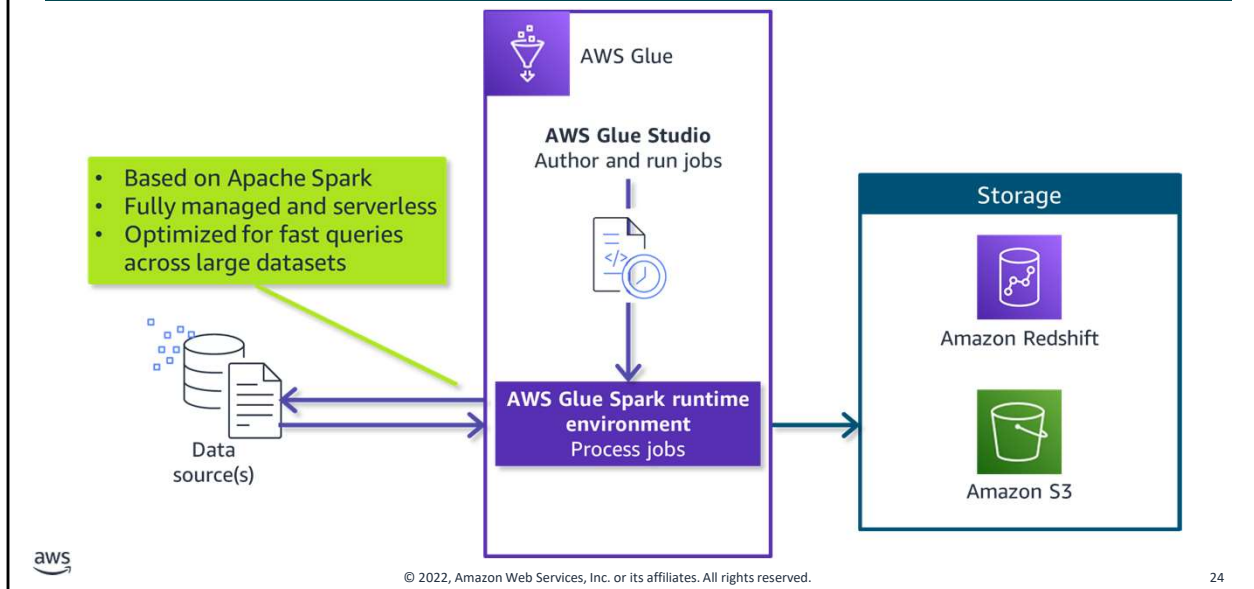 AWS Glue
AWS Glue Studio
Author and run jobs
• Based on Apache Spark
• Fully managed and serverless
• Optimized for fast queries
across large datasets
</>
Storage
Amazon Redshift
AWS Glue Spark runtime
environment
Process jobs
Data
source(s)
Amazon S3
aws
© 2022, Amazon Web Services, Inc. or its affiliates. All rights reserved.
24